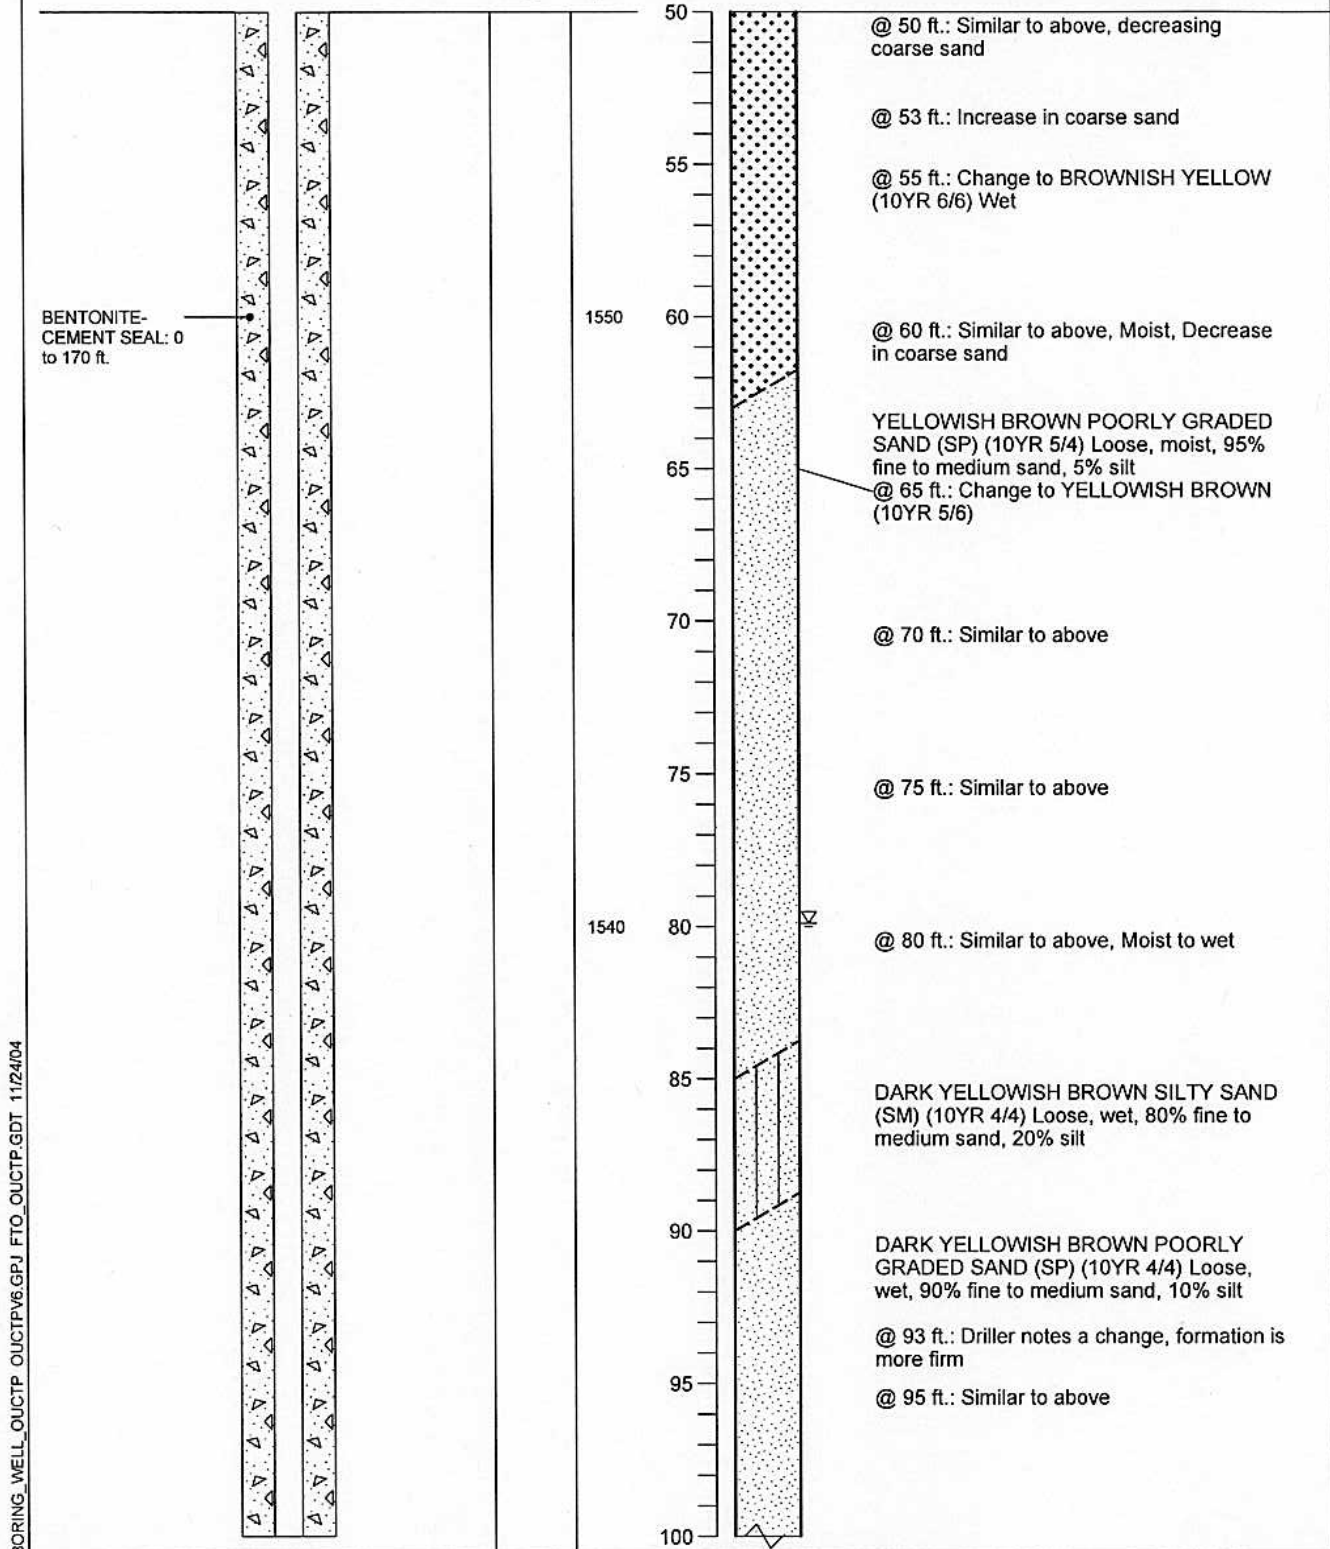 50
@ 50 ft.: Similar to above, decreasing
coarse sand
@ 53 ft.: Increase in coarse sand
55
@ 55 ft.: Change to BROWNISH YELLOW
(10YR 6/6) Wet
BENTONITE-
CEMENT SEAL: 0
to 170 ft.
1550
60
@ 60 ft.: Similar to above, Moist, Decrease
in coarse sand
YELLOWISH BROWN POORLY GRADED
SAND (SP) (10YR 5/4) Loose, moist, 95%
fine to medium sand, 5% silt
65
@ 65 ft.: Change to YELLOWISH BROWN
(10YR 5/6)
70
@ 70 ft.: Similar to above
75
@ 75 ft.: Similar to above
1540
80
@ 80 ft.: Similar to above, Moist to wet
85
DARK YELLOWISH BROWN SILTY SAND
(SM) (10YR 4/4) Loose, wet, 80% fine to
medium sand, 20% silt
90
DARK YELLOWISH BROWN POORLY
GRADED SAND (SP) (10YR 4/4) Loose,
wet, 90% fine to medium sand, 10% silt
@ 93 ft.: Driller notes a change, formation is
more firm
95
@ 95 ft.: Similar to above
100
BORING_WELL_OUCTP OUCTPV6.GPJ FTO_OUCTP.GDT 11/24/04